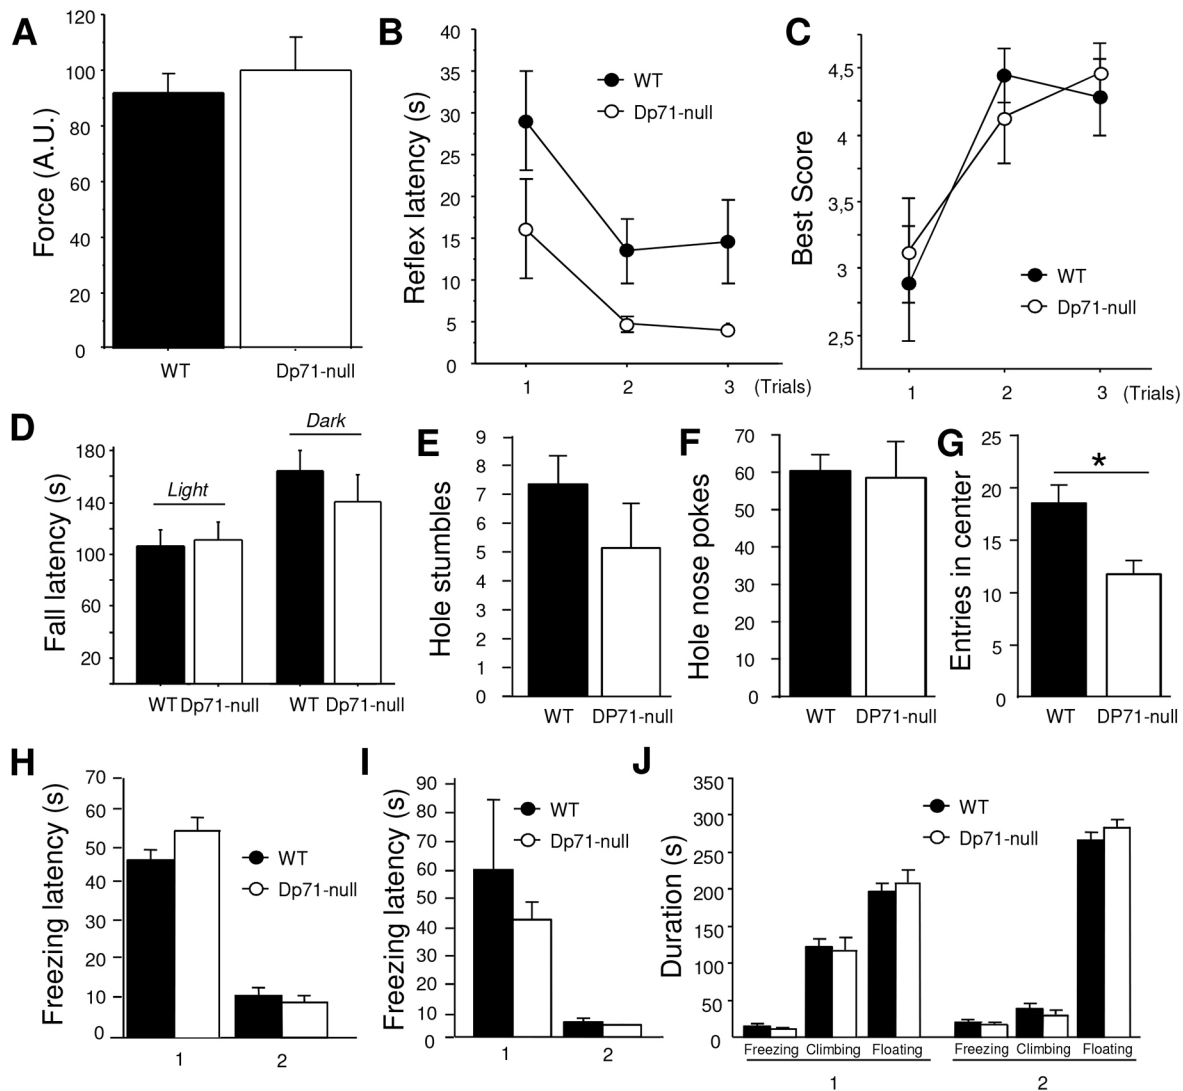 A
120
100
80
60
40
20
0
Force (A.U.)
WT
Dp71-null
B
40
35
30
25
20
15
10
5
0
Reflex latency (s)
WT
Dp71-null
1
2
3
(Trials)
C
4,5
4
3,5
3
2,5
Best Score
WT
Dp71-null
1
2
3
(Trials)
D
180
140
100
60
20
Fall latency (s)
Light
Dark
WT Dp71-null
WT Dp71-null
E
9
8
7
6
5
4
3
2
1
0
Hole stumbles
WT
DP71-null
F
70
60
50
40
30
20
10
0
Hole nose pokes
WT
DP71-null
G
25
20
15
10
5
0
Entries in center
*
WT
DP71-null
H
70
60
50
40
30
20
10
0
Freezing latency (s)
WT
Dp71-null
1
2
I
90
80
70
60
50
40
30
20
10
0
Freezing latency (s)
WT
Dp71-null
1
2
J
350
300
250
200
150
100
50
0
Duration (s)
WT
Dp71-null
Freezing Climbing Floating
Freezing Climbing Floating
1
2